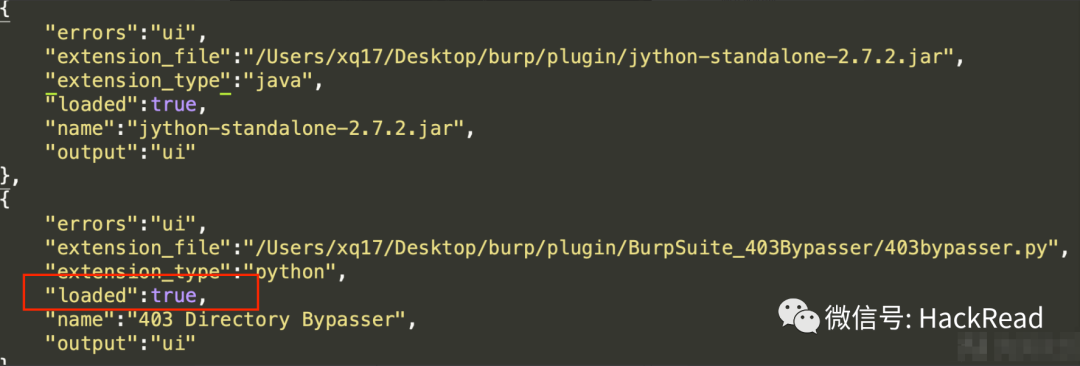 {
"errors":"ui",
"extension_file":"/Users/xq17/Desktop/burp/plugin/jython-standalone-2.7.2.jar",
"extension_type":"java",
"loaded":true,
"name":"jython-standalone-2.7.2.jar",
"output":"ui"
},
{
"errors":"ui",
"extension_file":"/Users/xq17/Desktop/burp/plugin/BurpSuite_403Bypasser/403bypasser.py",
"extension_type":"python",
"loaded":true,
"name":"403 Directory Bypasser",
"output":"ui"
}
微信号: HackRead